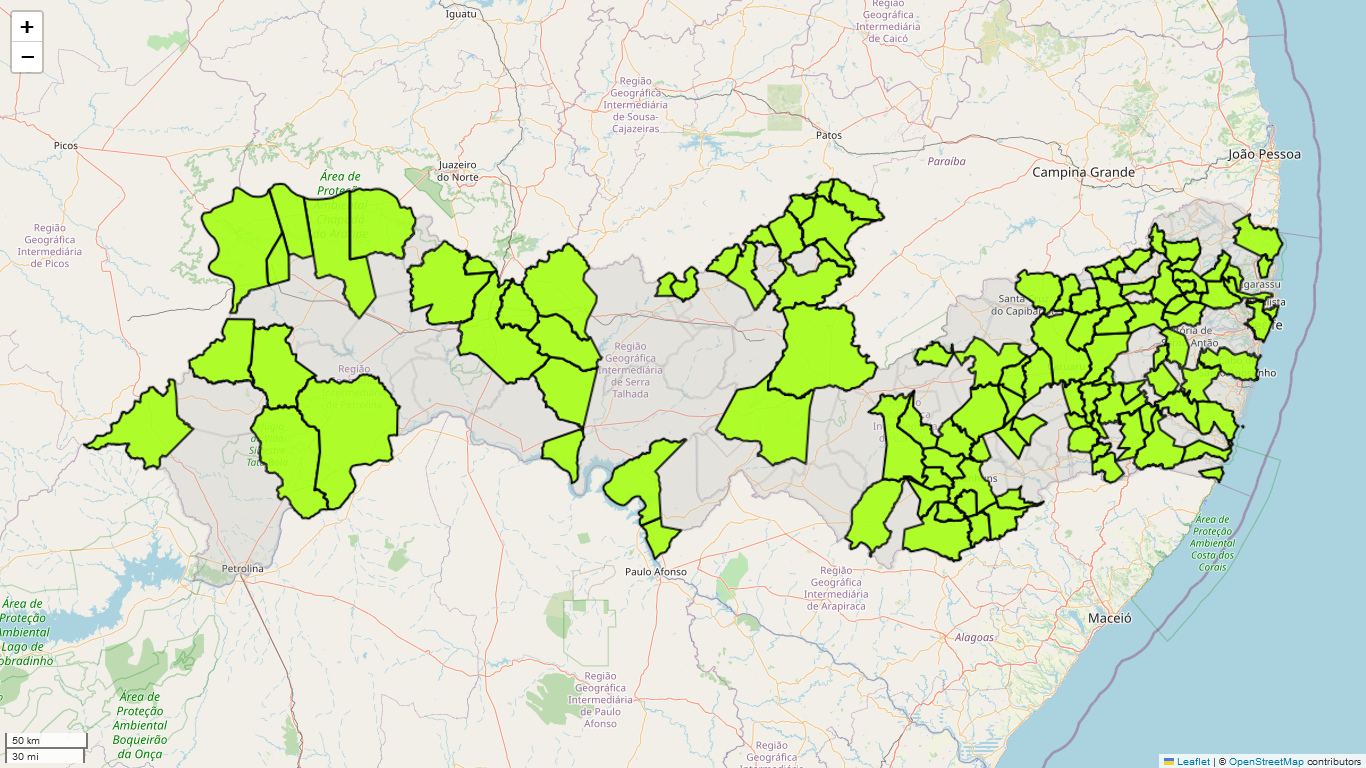 +
−
Iguatu
Região
Geográfica
Intermediária
de Caicó
Região
Geográfica
Intermediária
de Sousa-
Cajazeiras
Picos
Patos
Juazeiro
do Norte
Paraíba
João Pessoa
Campina Grande
Área de
Região
Geográfica
Intermediária
de Picos
Santa
do Capibar
Região
Geográfica
Intermediária
de Serra
Talhada
Região
Petrolina
Paulo Afonso
Região
Geográfica
Intermediária
de Arapiraca
Área de
Proteção
Ambiental
Costa dos
Corais
Maceió
Alagoas
Área de
Proteção
Ambiental
Lago de
obradinho
Área de
Proteção
Ambiental
Boqueirão
da Onça
Região
Geográfica
Intermediária
de Paulo
Afonso
Região
Geográfica
Intermediária
50 km
30 mi
Leaflet | © OpenStreetMap contributors